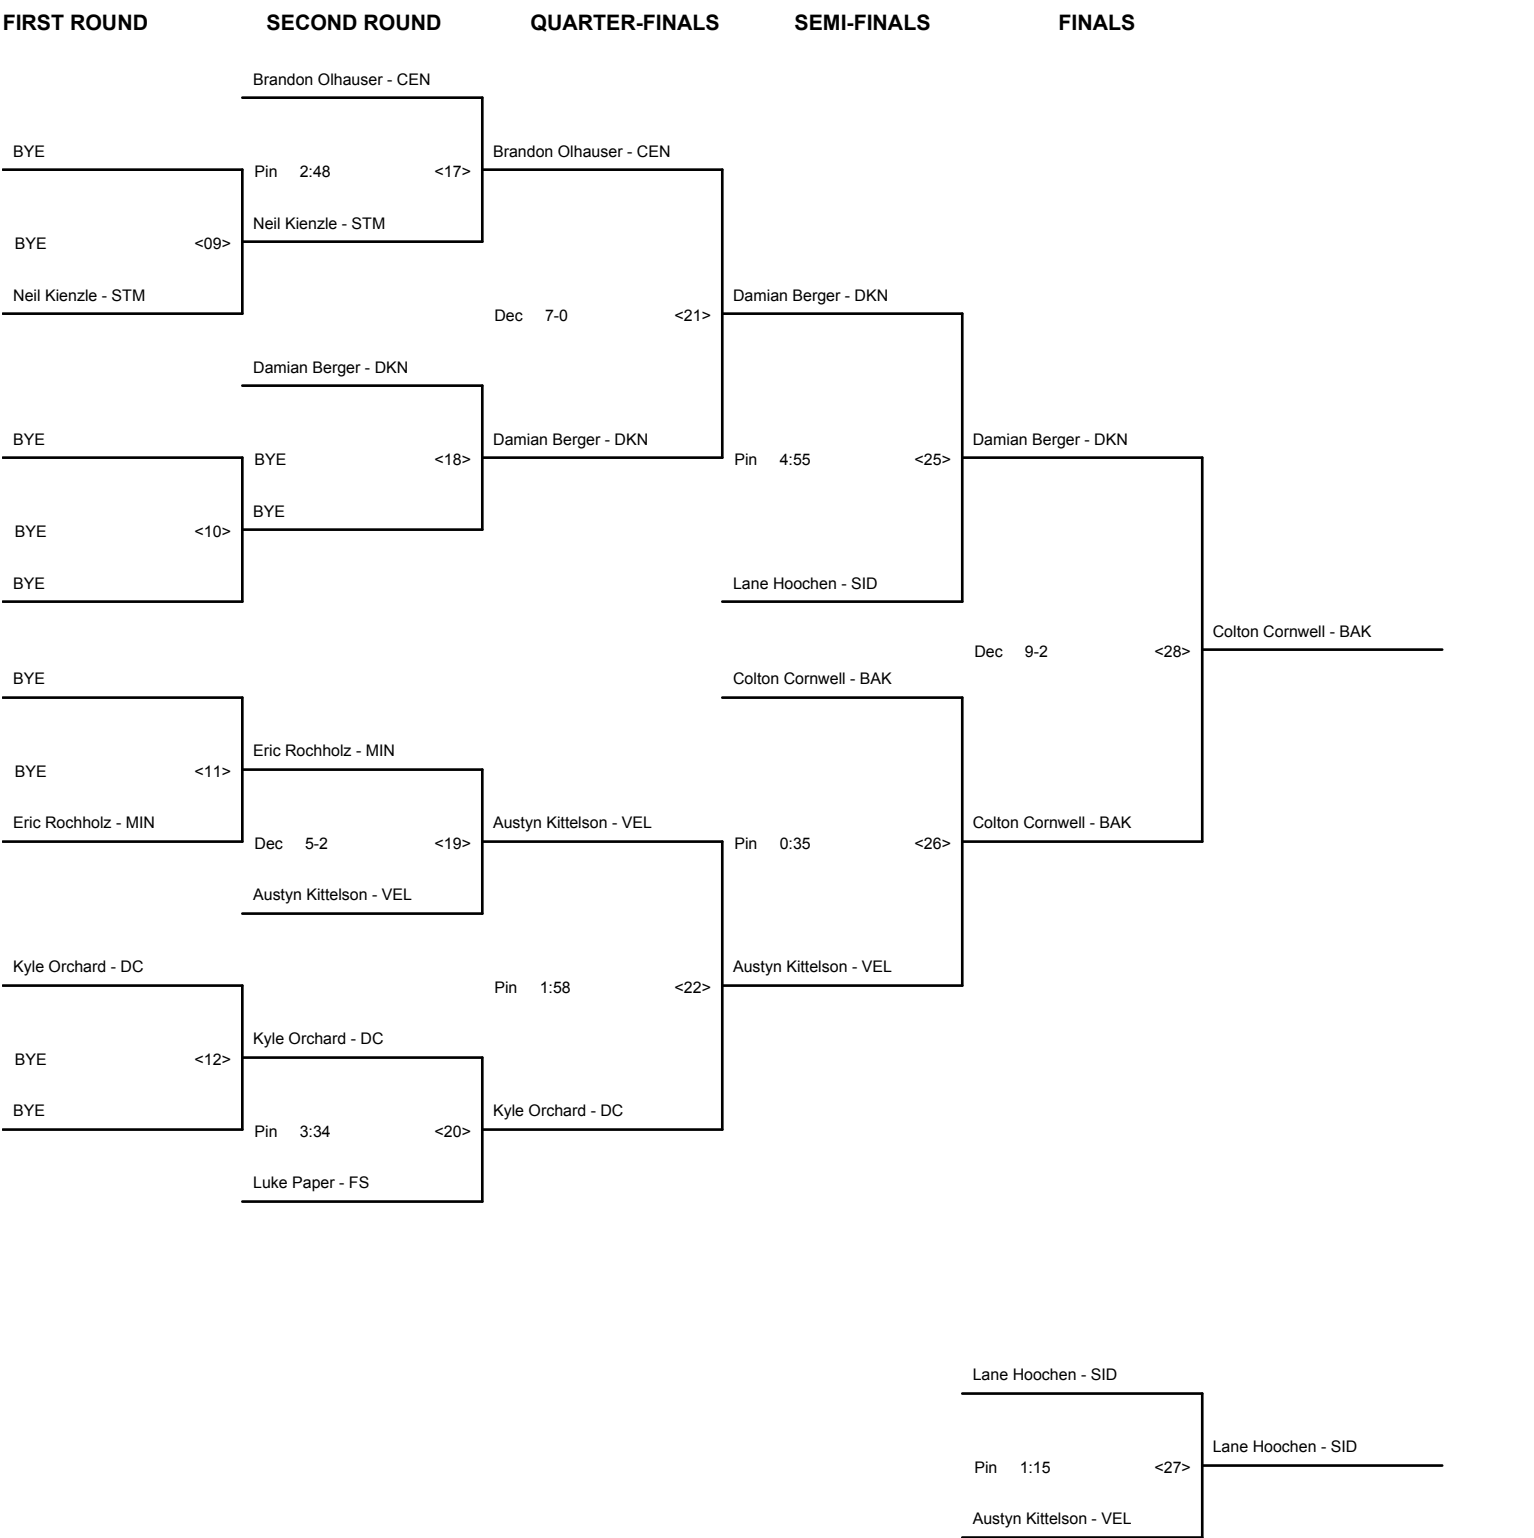 FIRST ROUND SECOND ROUND QUARTER-FINALS SEMI-FINALS FINALS
Brandon Olhauser - CEN
BYE Brandon Olhauser - CEN
Pin 2:48 <17>
Neil Kienzle - STM
BYE <09>
Neil Kienzle - STM Damian Berger - DKN
Dec 7-0 <21>
Damian Berger - DKN
BYE Damian Berger - DKN Damian Berger - DKN
BYE <18> Pin 4:55 <25>
BYE
BYE <10>
BYE Lane Hoochen - SID
Colton Cornwell - BAK
Dec 9-2 <28>
BYE Colton Cornwell - BAK
Eric Rochholz - MIN
BYE <11>
Eric Rochholz - MIN Austyn Kittelson - VEL Colton Cornwell - BAK
Dec 5-2 <19> Pin 0:35 <26>
Austyn Kittelson - VEL
Kyle Orchard - DC Austyn Kittelson - VEL
Pin 1:58 <22>
Kyle Orchard - DC
BYE <12>
BYE Kyle Orchard - DC
Pin 3:34 <20>
Luke Paper - FS
Lane Hoochen - SID
Lane Hoochen - SID
Pin 1:15 <27>
Austyn Kittelson - VEL